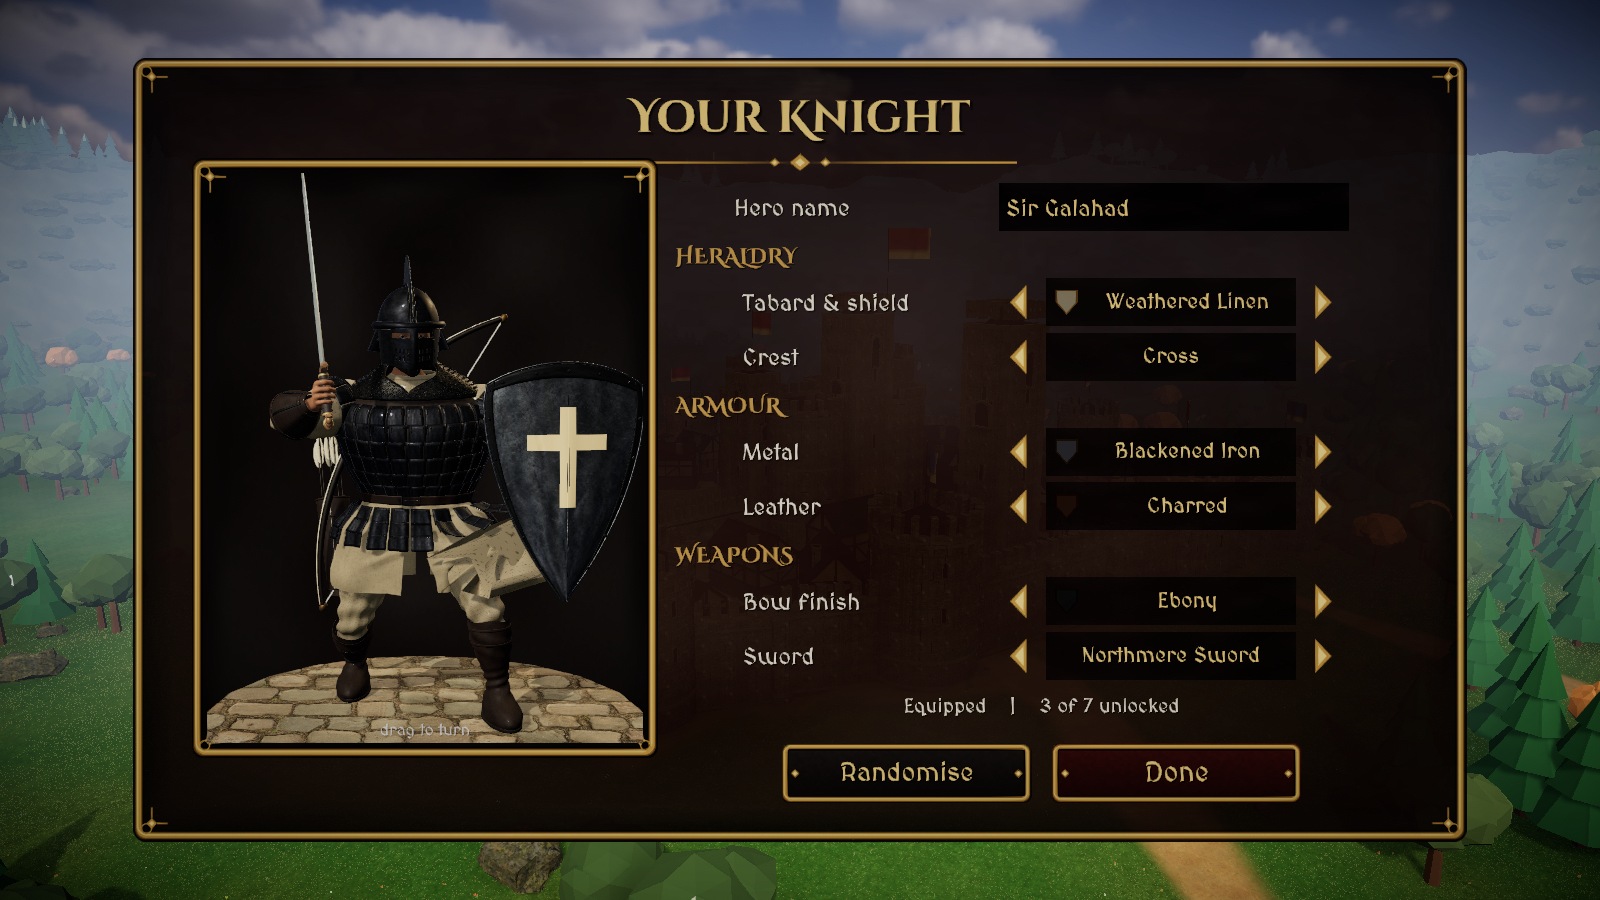 YOUR KNIGHT
Hero name
Sir Galahad
HERALDRY
Tabard & shield
Weathered Linen
Crest
Cross
ARMOUR
Metal
Blackened Iron
Leather
Charred
WEAPONS
Bow finish
Ebony
Sword
Northmere Sword
Equipped | 3 of 7 unlocked
drag to turn
Randomise
Done